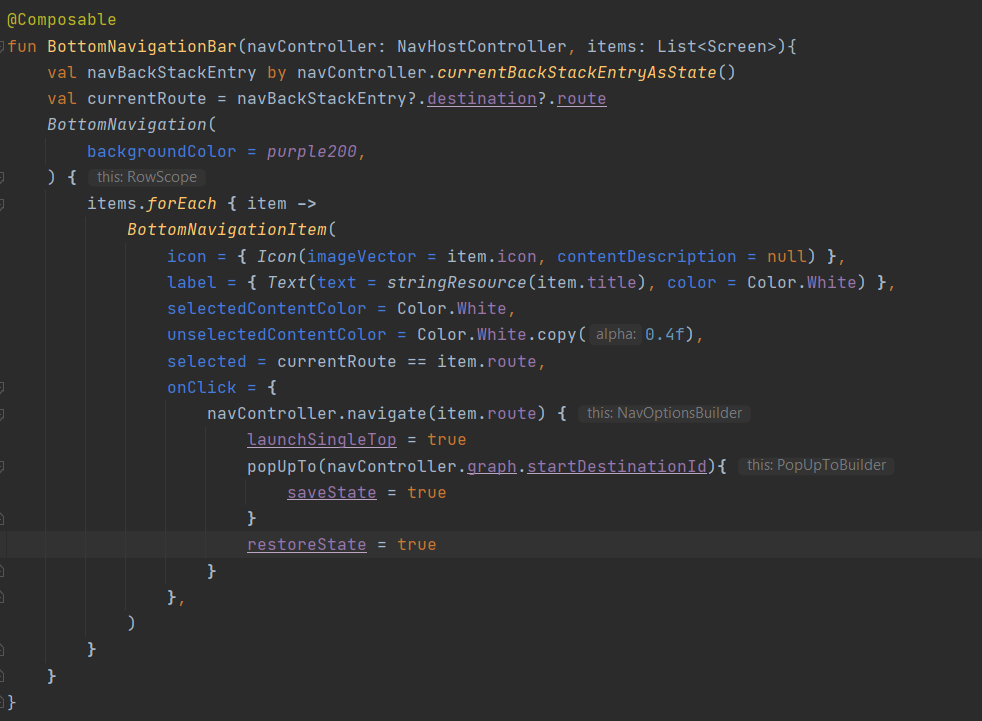 @Composable
fun BottomNavigationBar(navController: NavHostController, items: List<Screen>){
    val navBackStackEntry by navController.currentBackStackEntryAsState()
    val currentRoute = navBackStackEntry?.destination?.route
    BottomNavigation(
        backgroundColor = purple200,
    ) { this: RowScope
        items.forEach { item ->
            BottomNavigationItem(
                icon = { Icon(imageVector = item.icon, contentDescription = null) },
                label = { Text(text = stringResource(item.title), color = Color.White) },
                selectedContentColor = Color.White,
                unselectedContentColor = Color.White.copy( alpha: 0.4f),
                selected = currentRoute == item.route,
                onClick = {
                    navController.navigate(item.route) { this: NavOptionsBuilder
                        launchSingleTop = true
                        popUpTo(navController.graph.startDestinationId){ this: PopUpToBuilder
                            saveState = true
                        }
                        restoreState = true
                    }
                },
            )
        }
    }
}